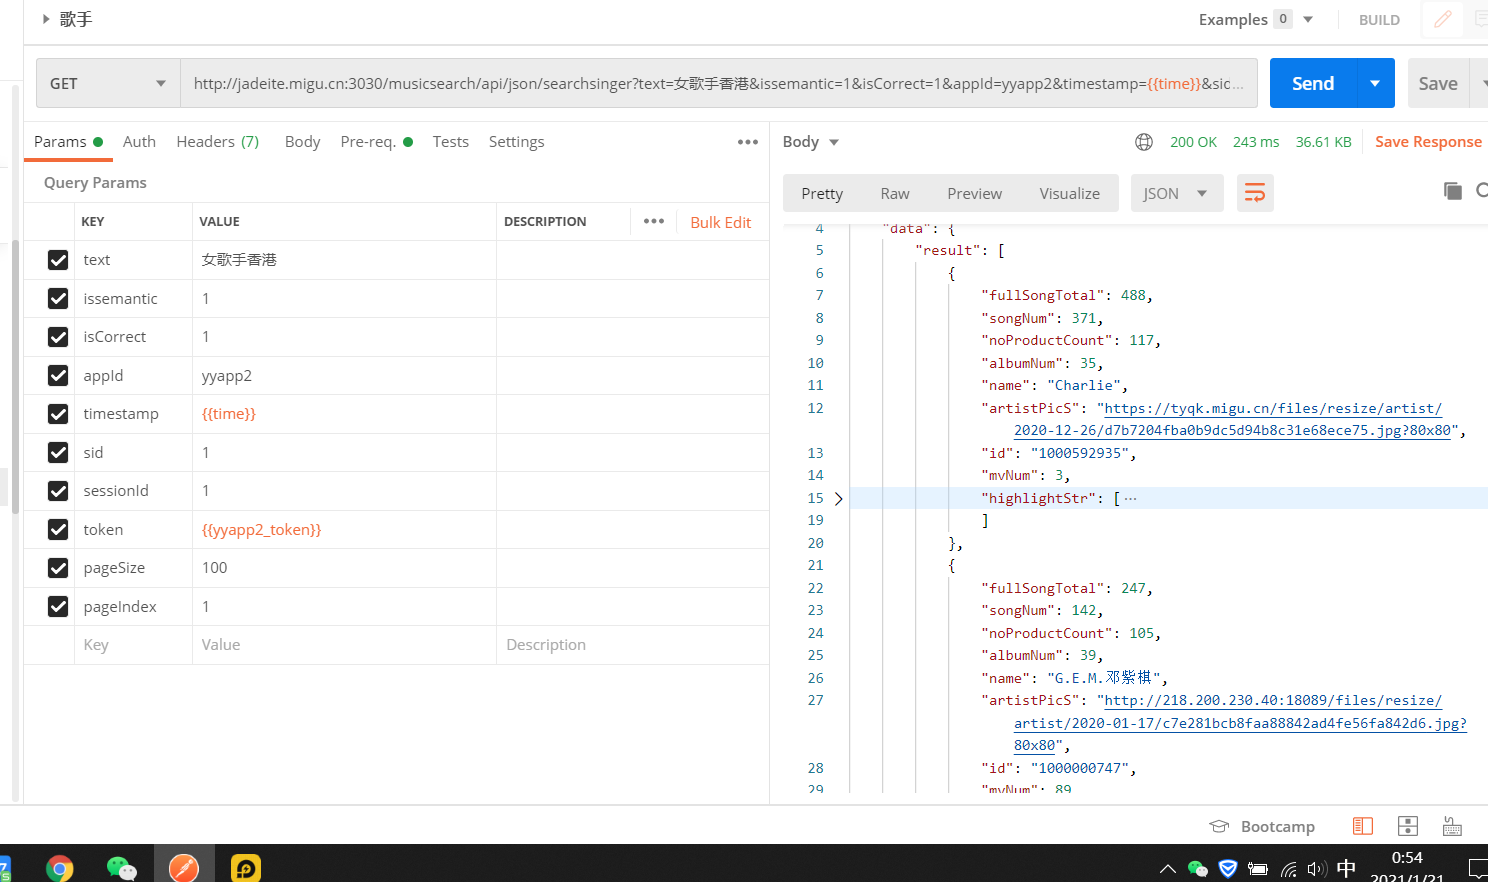 歌手
Examples 0
BUILD
GET
http://jadeite.migu.cn:3030/musicsearch/api/json/searchsinger?text=女歌手香港&issemantic=1&isCorrect=1&appId=yyapp2&timestamp={{time}}&sid...
Send
Save
Params
Auth
Headers (7)
Body
Pre-req.
Tests
Settings
Query Params
KEY VALUE DESCRIPTION
Bulk Edit
text 女歌手香港
issemantic 1
isCorrect 1
appId yyapp2
timestamp {{time}}
sid 1
sessionId 1
token {{yyapp2_token}}
pageSize 100
pageIndex 1
Key Value Description
Body
200 OK 243 ms 36.61 KB Save Response
Pretty Raw Preview Visualize JSON
4 "data": {
5 "result": [
6 {
7 "fullSongTotal": 488,
8 "songNum": 371,
9 "noProductCount": 117,
10 "albumNum": 35,
11 "name": "Charlie",
12 "artistPicS": "https://tyqk.migu.cn/files/resize/artist/
2020-12-26/d7b7204fba0b9dc5d94b8c31e68ece75.jpg?80x80",
13 "id": "1000592935",
14 "mvNum": 3,
15 "highlightStr": [ ...
19 ]
20 },
21 {
22 "fullSongTotal": 247,
23 "songNum": 142,
24 "noProductCount": 105,
25 "albumNum": 39,
26 "name": "G.E.M.邓紫棋",
27 "artistPicS": "http://218.200.230.40:18089/files/resize/
artist/2020-01-17/c7e281bcb8faa88842ad4fe56fa842d6.jpg?
80x80",
28 "id": "1000000747",
29 "mvNum": 89
Bootcamp
中
0:54
2021/1/21